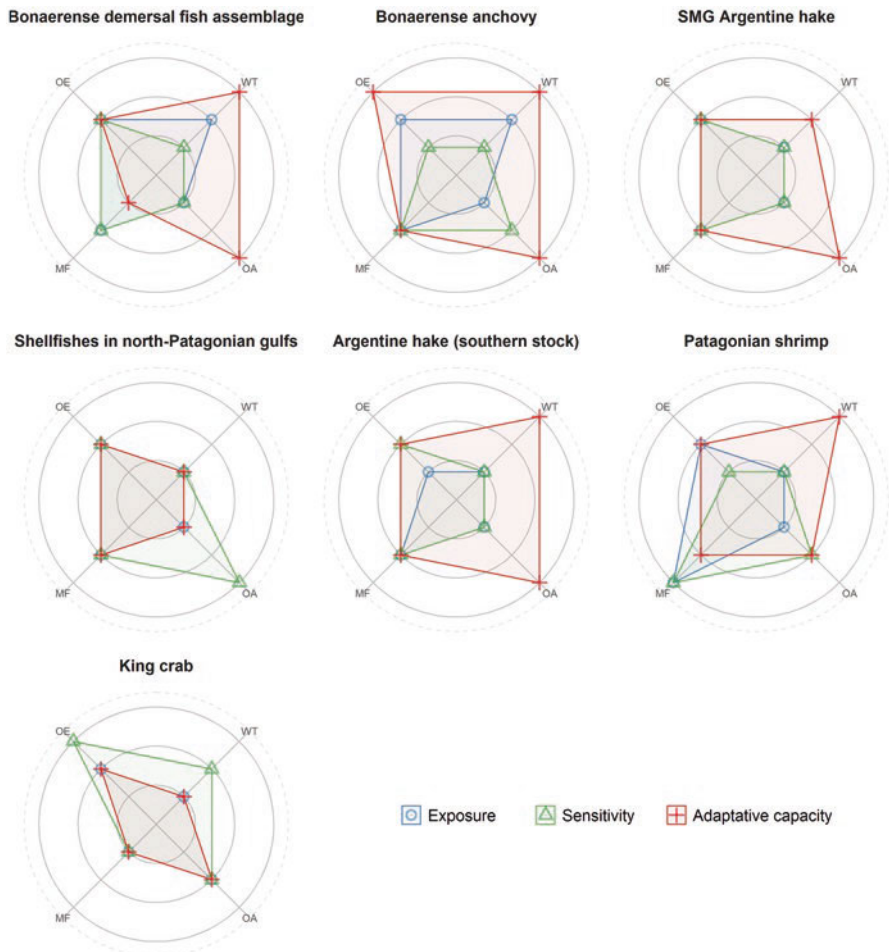 Bonaerense demersal fish assemblage
Bonaerense anchovy
SMG Argentine hake
OE WT
MF OA
OE WT
MF OA
OE WT
MF OA
Shellfishes in north-Patagonian gulfs
Argentine hake (southern stock)
Patagonian shrimp
OE WT
MF OA
OE WT
MF OA
OE WT
MF OA
King crab
OE WT
MF OA
Exposure
Sensitivity
Adaptative capacity